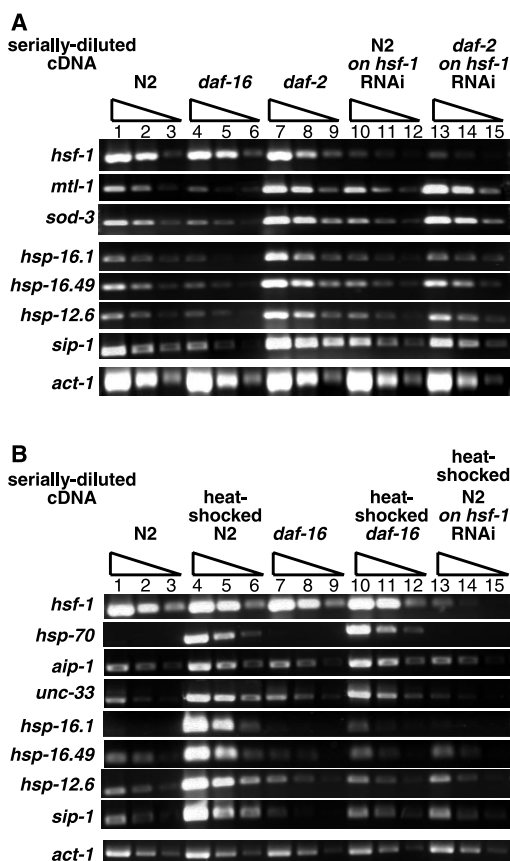 A
serially-diluted
cDNA
N2
daf-16
daf-2
N2
on hsf-1
RNAi
daf-2
on hsf-1
RNAi
1 2 3 4 5 6 7 8 9 10 11 12 13 14 15
hsf-1
mtl-1
sod-3
hsp-16.1
hsp-16.49
hsp-12.6
sip-1
act-1
B
serially-diluted
cDNA
N2
heat-
shocked
N2
daf-16
heat-
shocked
daf-16
heat-
shocked
N2
on hsf-1
RNAi
1 2 3 4 5 6 7 8 9 10 11 12 13 14 15
hsf-1
hsp-70
aip-1
unc-33
hsp-16.1
hsp-16.49
hsp-12.6
sip-1
act-1